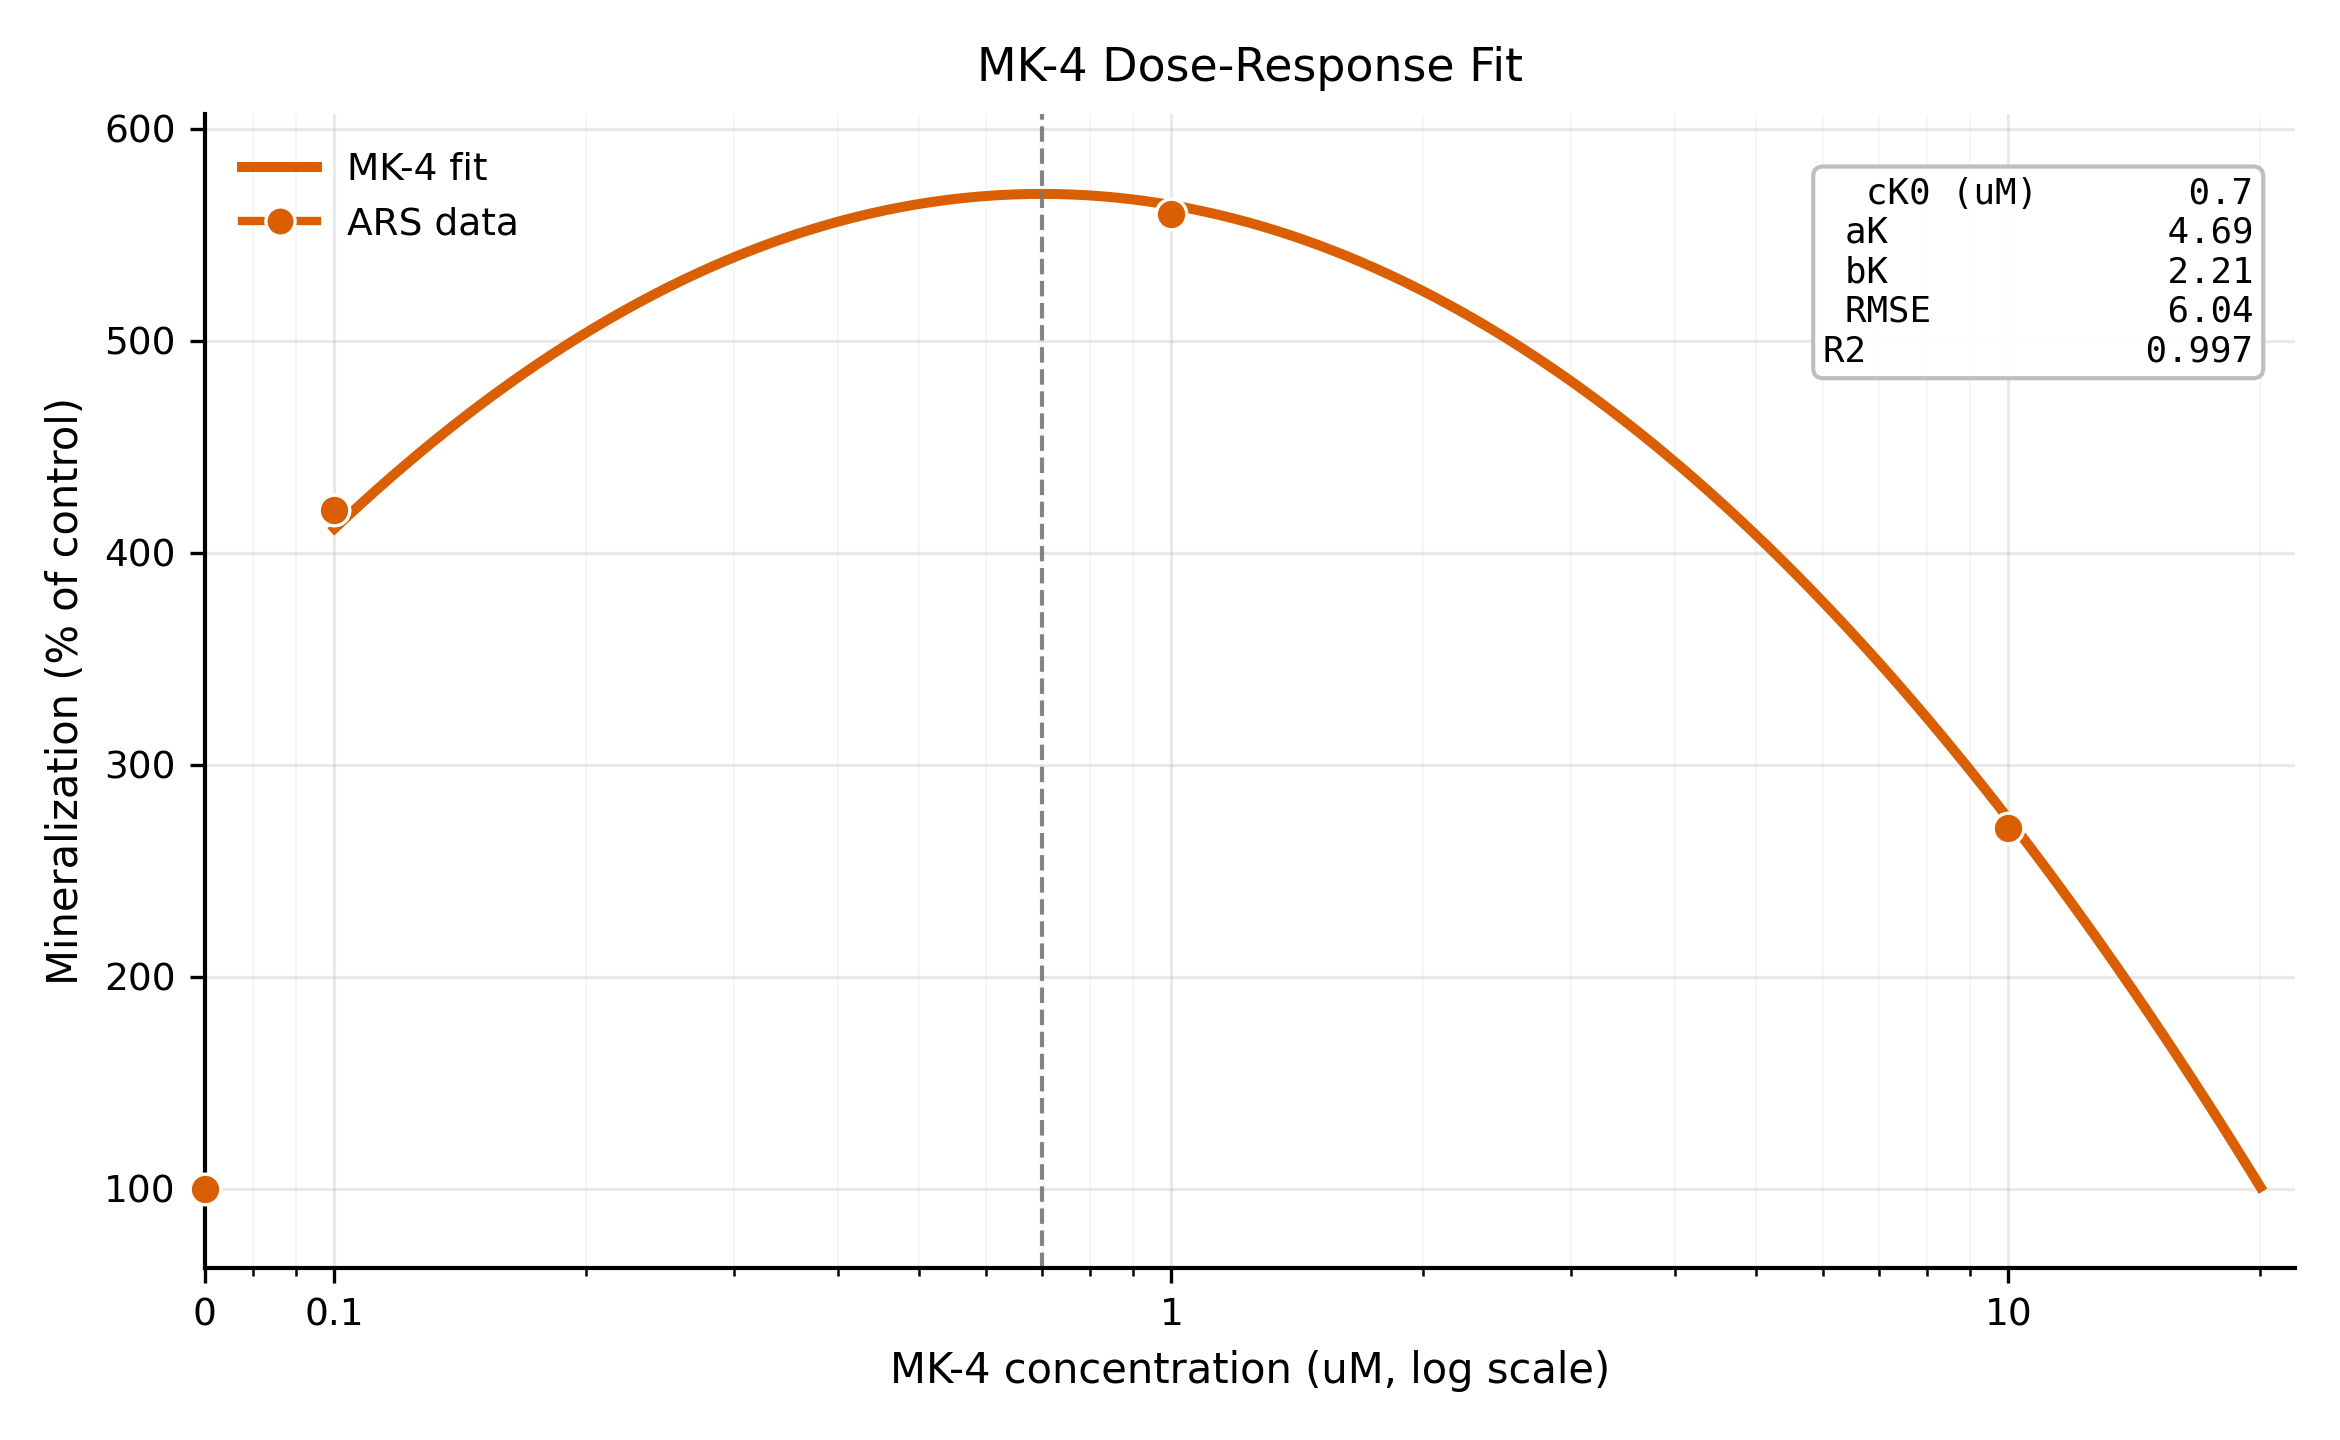 MK-4 Dose-Response Fit
600
500
400
300
200
100
Mineralization (% of control)
MK-4 fit
ARS data
cK0 (uM) 0.7
aK 4.69
bK 2.21
RMSE 6.04
R2 0.997
0 0.1 1 10
MK-4 concentration (uM, log scale)